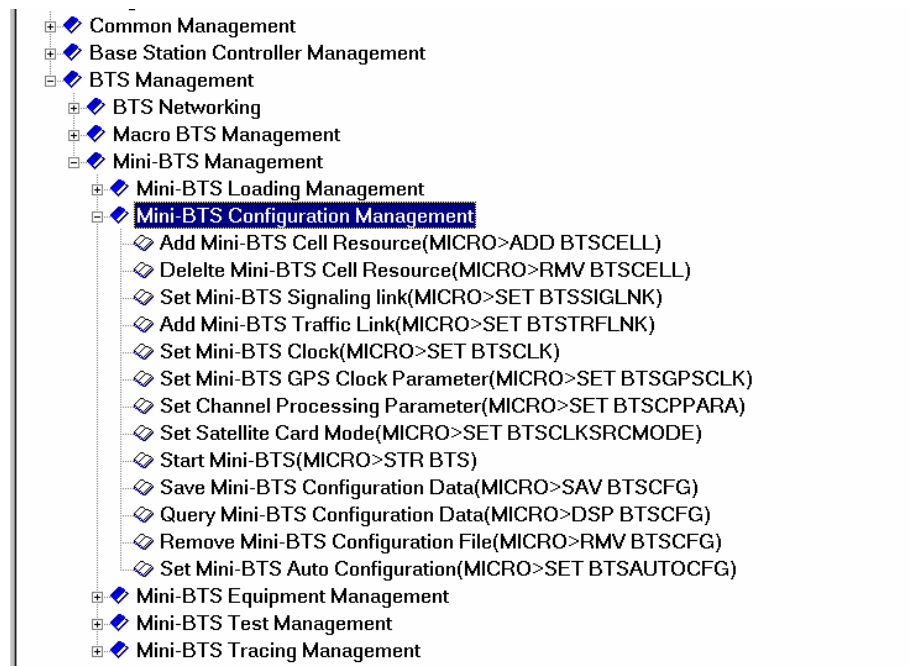 Common Management
Base Station Controller Management
BTS Management
BTS Networking
Macro BTS Management
Mini-BTS Management
Mini-BTS Loading Management
Mini-BTS Configuration Management
Add Mini-BTS Cell Resource(MICRO>ADD BTSCELL)
Delelte Mini-BTS Cell Resource(MICRO>RMV BTSCELL)
Set Mini-BTS Signaling link(MICRO>SET BTSSIGLNK)
Add Mini-BTS Traffic Link(MICRO>SET BTSTRFLNK)
Set Mini-BTS Clock(MICRO>SET BTSCLK)
Set Mini-BTS GPS Clock Parameter(MICRO>SET BTSGPSCLK)
Set Channel Processing Parameter(MICRO>SET BTSCPPARA)
Set Satellite Card Mode(MICRO>SET BTSCLKSRCMODE)
Start Mini-BTS(MICRO>STR BTS)
Save Mini-BTS Configuration Data(MICRO>SAV BTSCFG)
Query Mini-BTS Configuration Data(MICRO>DSP BTSCFG)
Remove Mini-BTS Configuration File(MICRO>RMV BTSCFG)
Set Mini-BTS Auto Configuration(MICRO>SET BTSAUTOCFG)
Mini-BTS Equipment Management
Mini-BTS Test Management
Mini-BTS Tracing Management